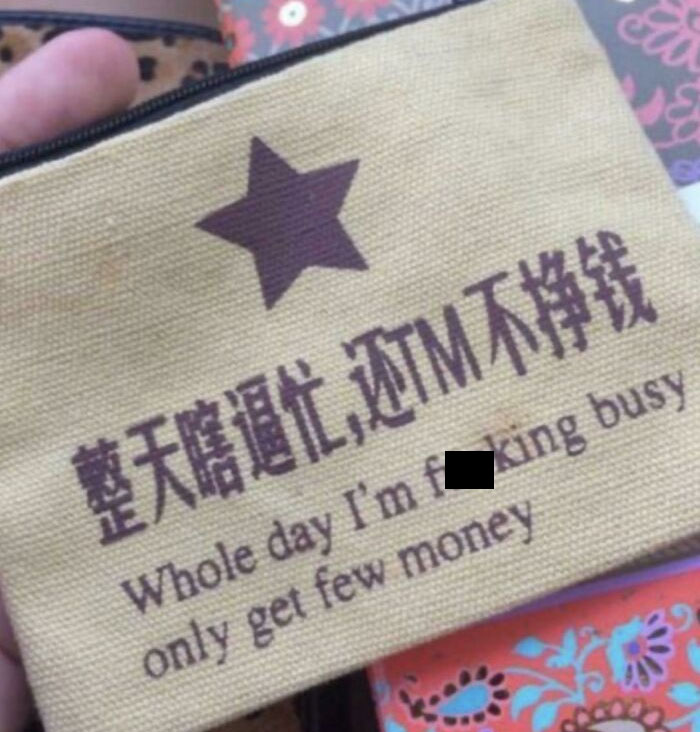 整天瞎逼忙,还TM不挣钱
Whole day I'm f king busy
only get few money